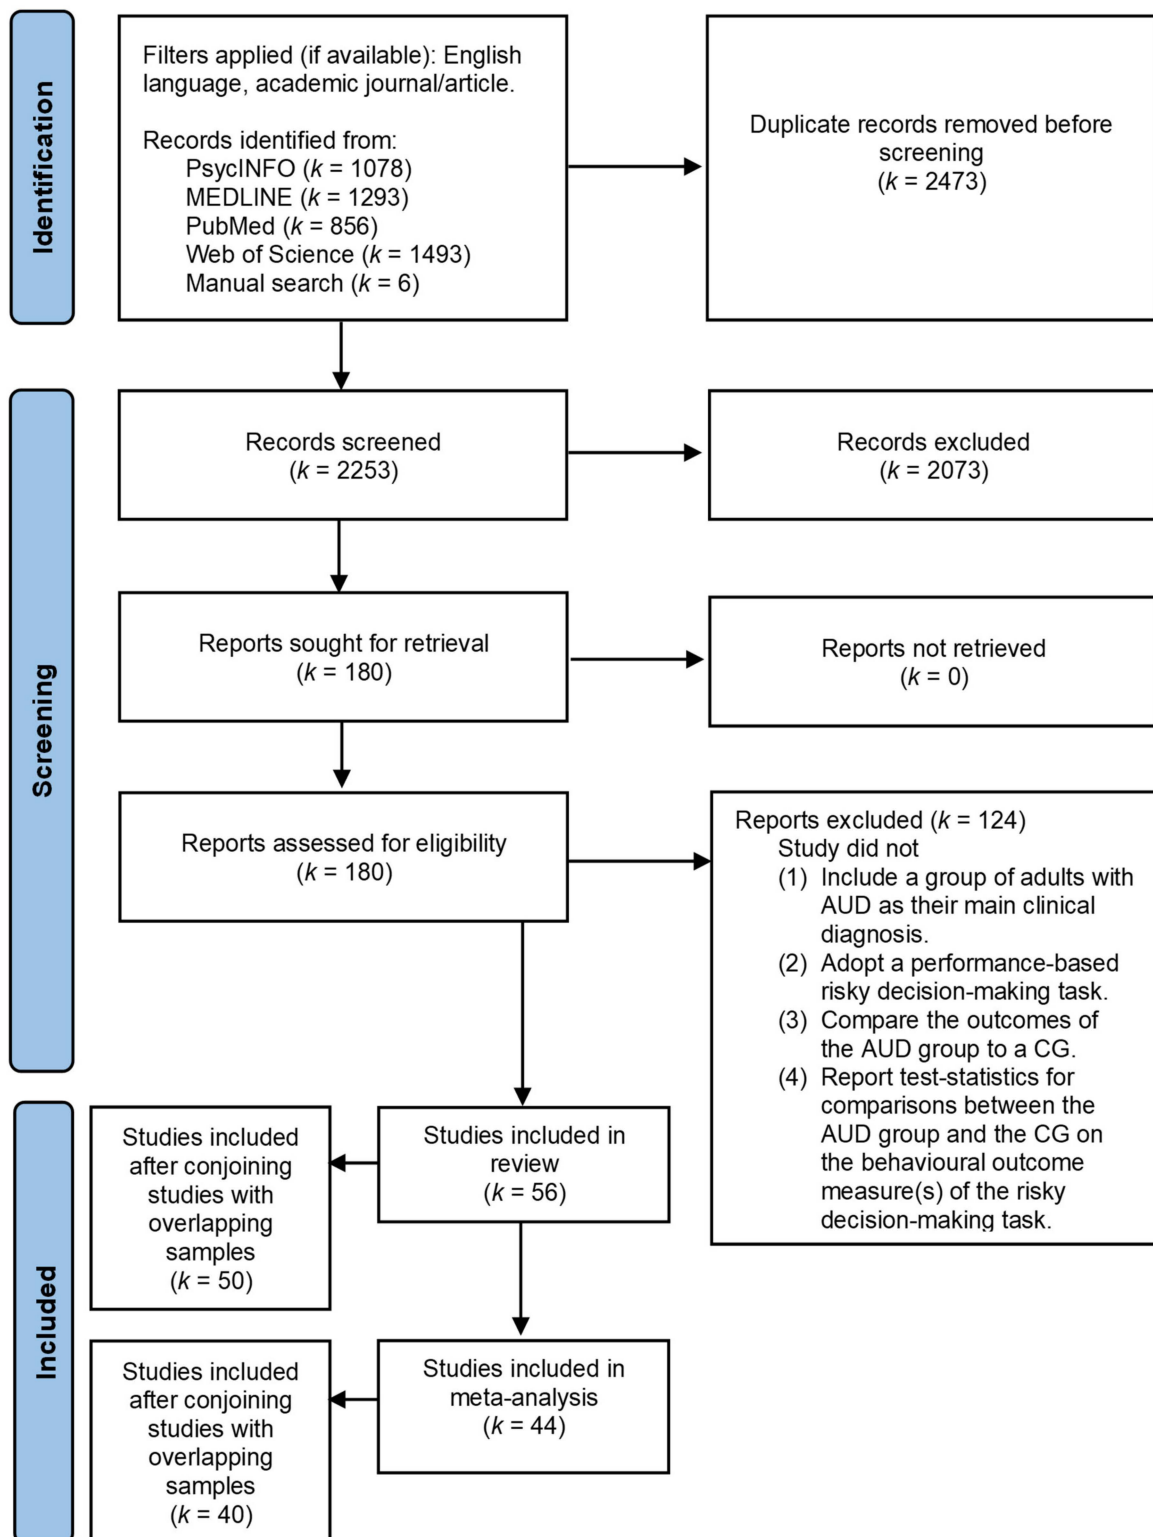 Identification
Filters applied (if available): English
language, academic journal/article.
Records identified from:
PsycINFO (k = 1078)
MEDLINE (k = 1293)
PubMed (k = 856)
Web of Science (k = 1493)
Manual search (k = 6)
Duplicate records removed before
screening
(k = 2473)
Screening
Records screened
(k = 2253)
Records excluded
(k = 2073)
Reports sought for retrieval
(k = 180)
Reports not retrieved
(k = 0)
Reports assessed for eligibility
(k = 180)
Reports excluded (k = 124)
Study did not
(1) Include a group of adults with
AUD as their main clinical
diagnosis.
(2) Adopt a performance-based
risky decision-making task.
(3) Compare the outcomes of
the AUD group to a CG.
(4) Report test-statistics for
comparisons between the
AUD group and the CG on
the behavioural outcome
measure(s) of the risky
decision-making task.
Included
Studies included in
review
(k = 56)
Studies included
after conjoining
studies with
overlapping
samples
(k = 50)
Studies included in
meta-analysis
(k = 44)
Studies included
after conjoining
studies with
overlapping
samples
(k = 40)